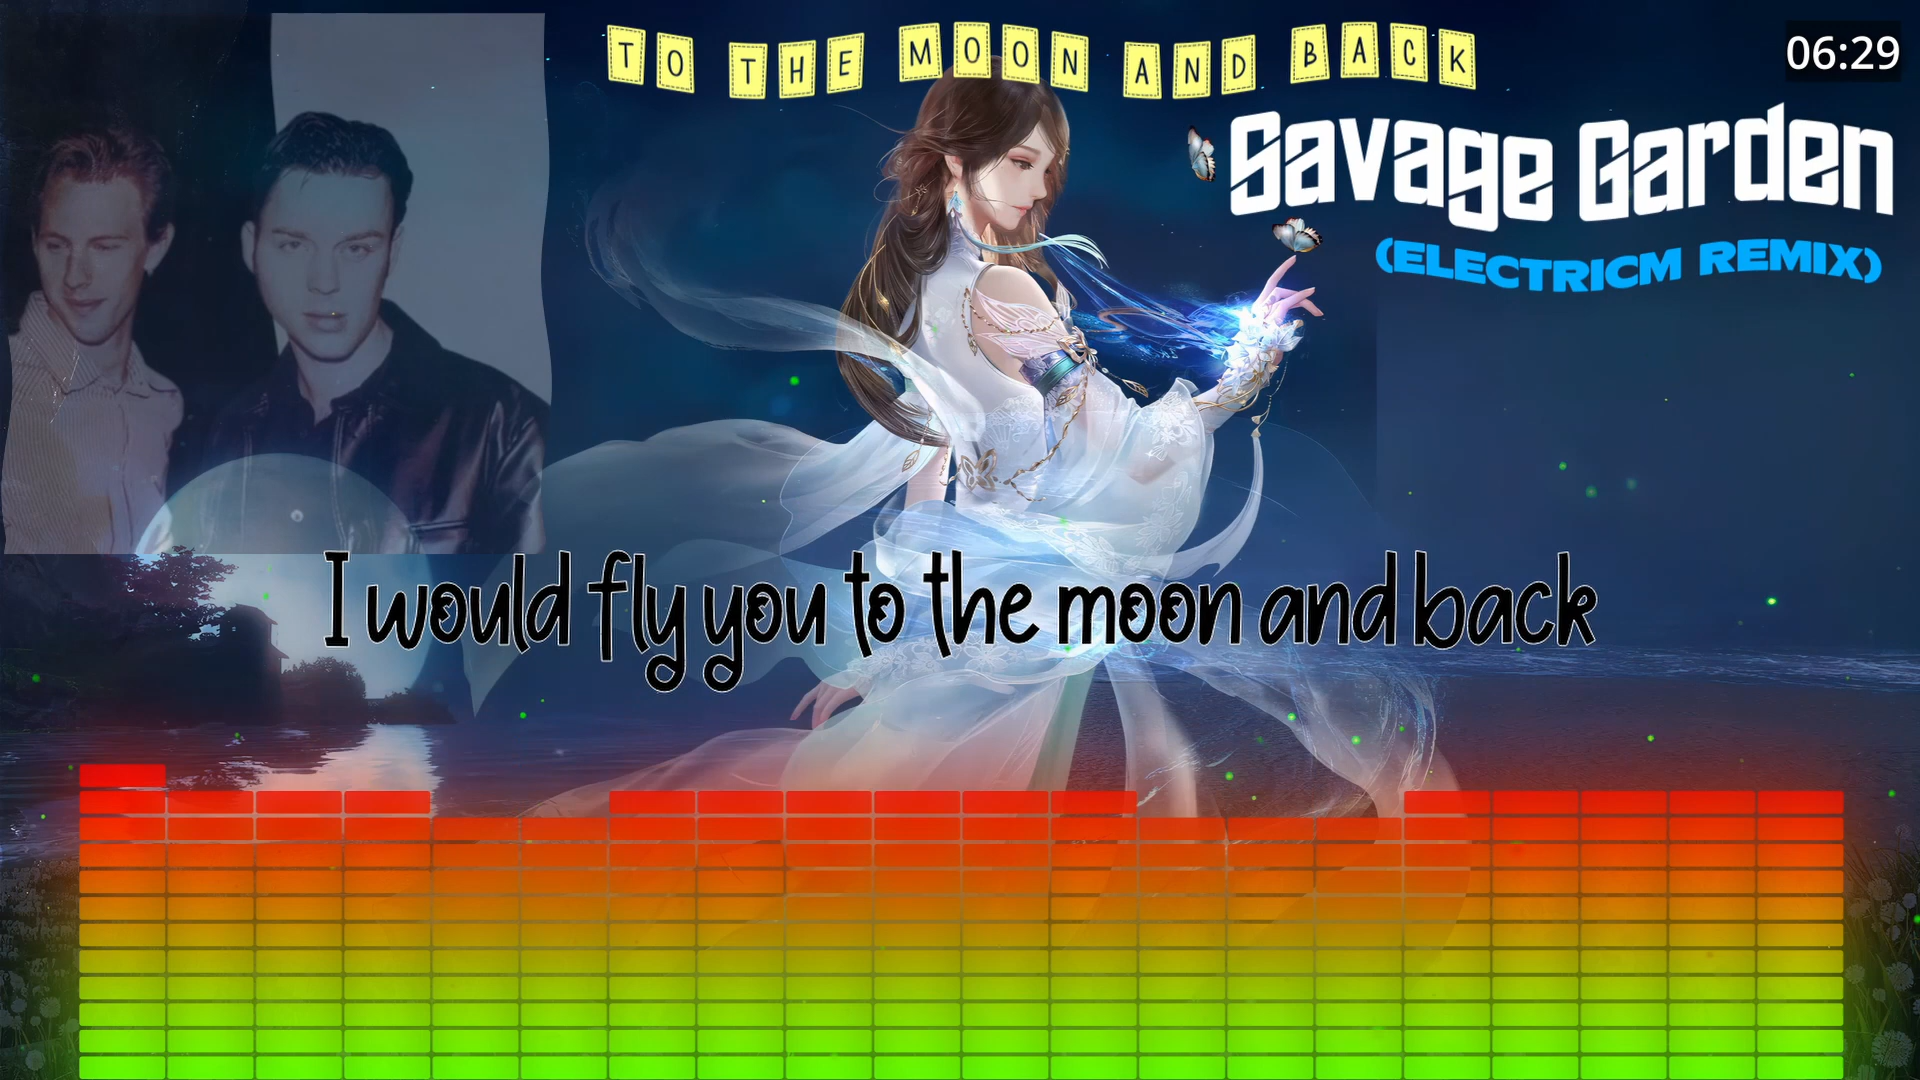 TO THE MOON AND BACK
06:29
Savage Garden
(ELECTRICM REMIX)
I would fly you to the moon and back